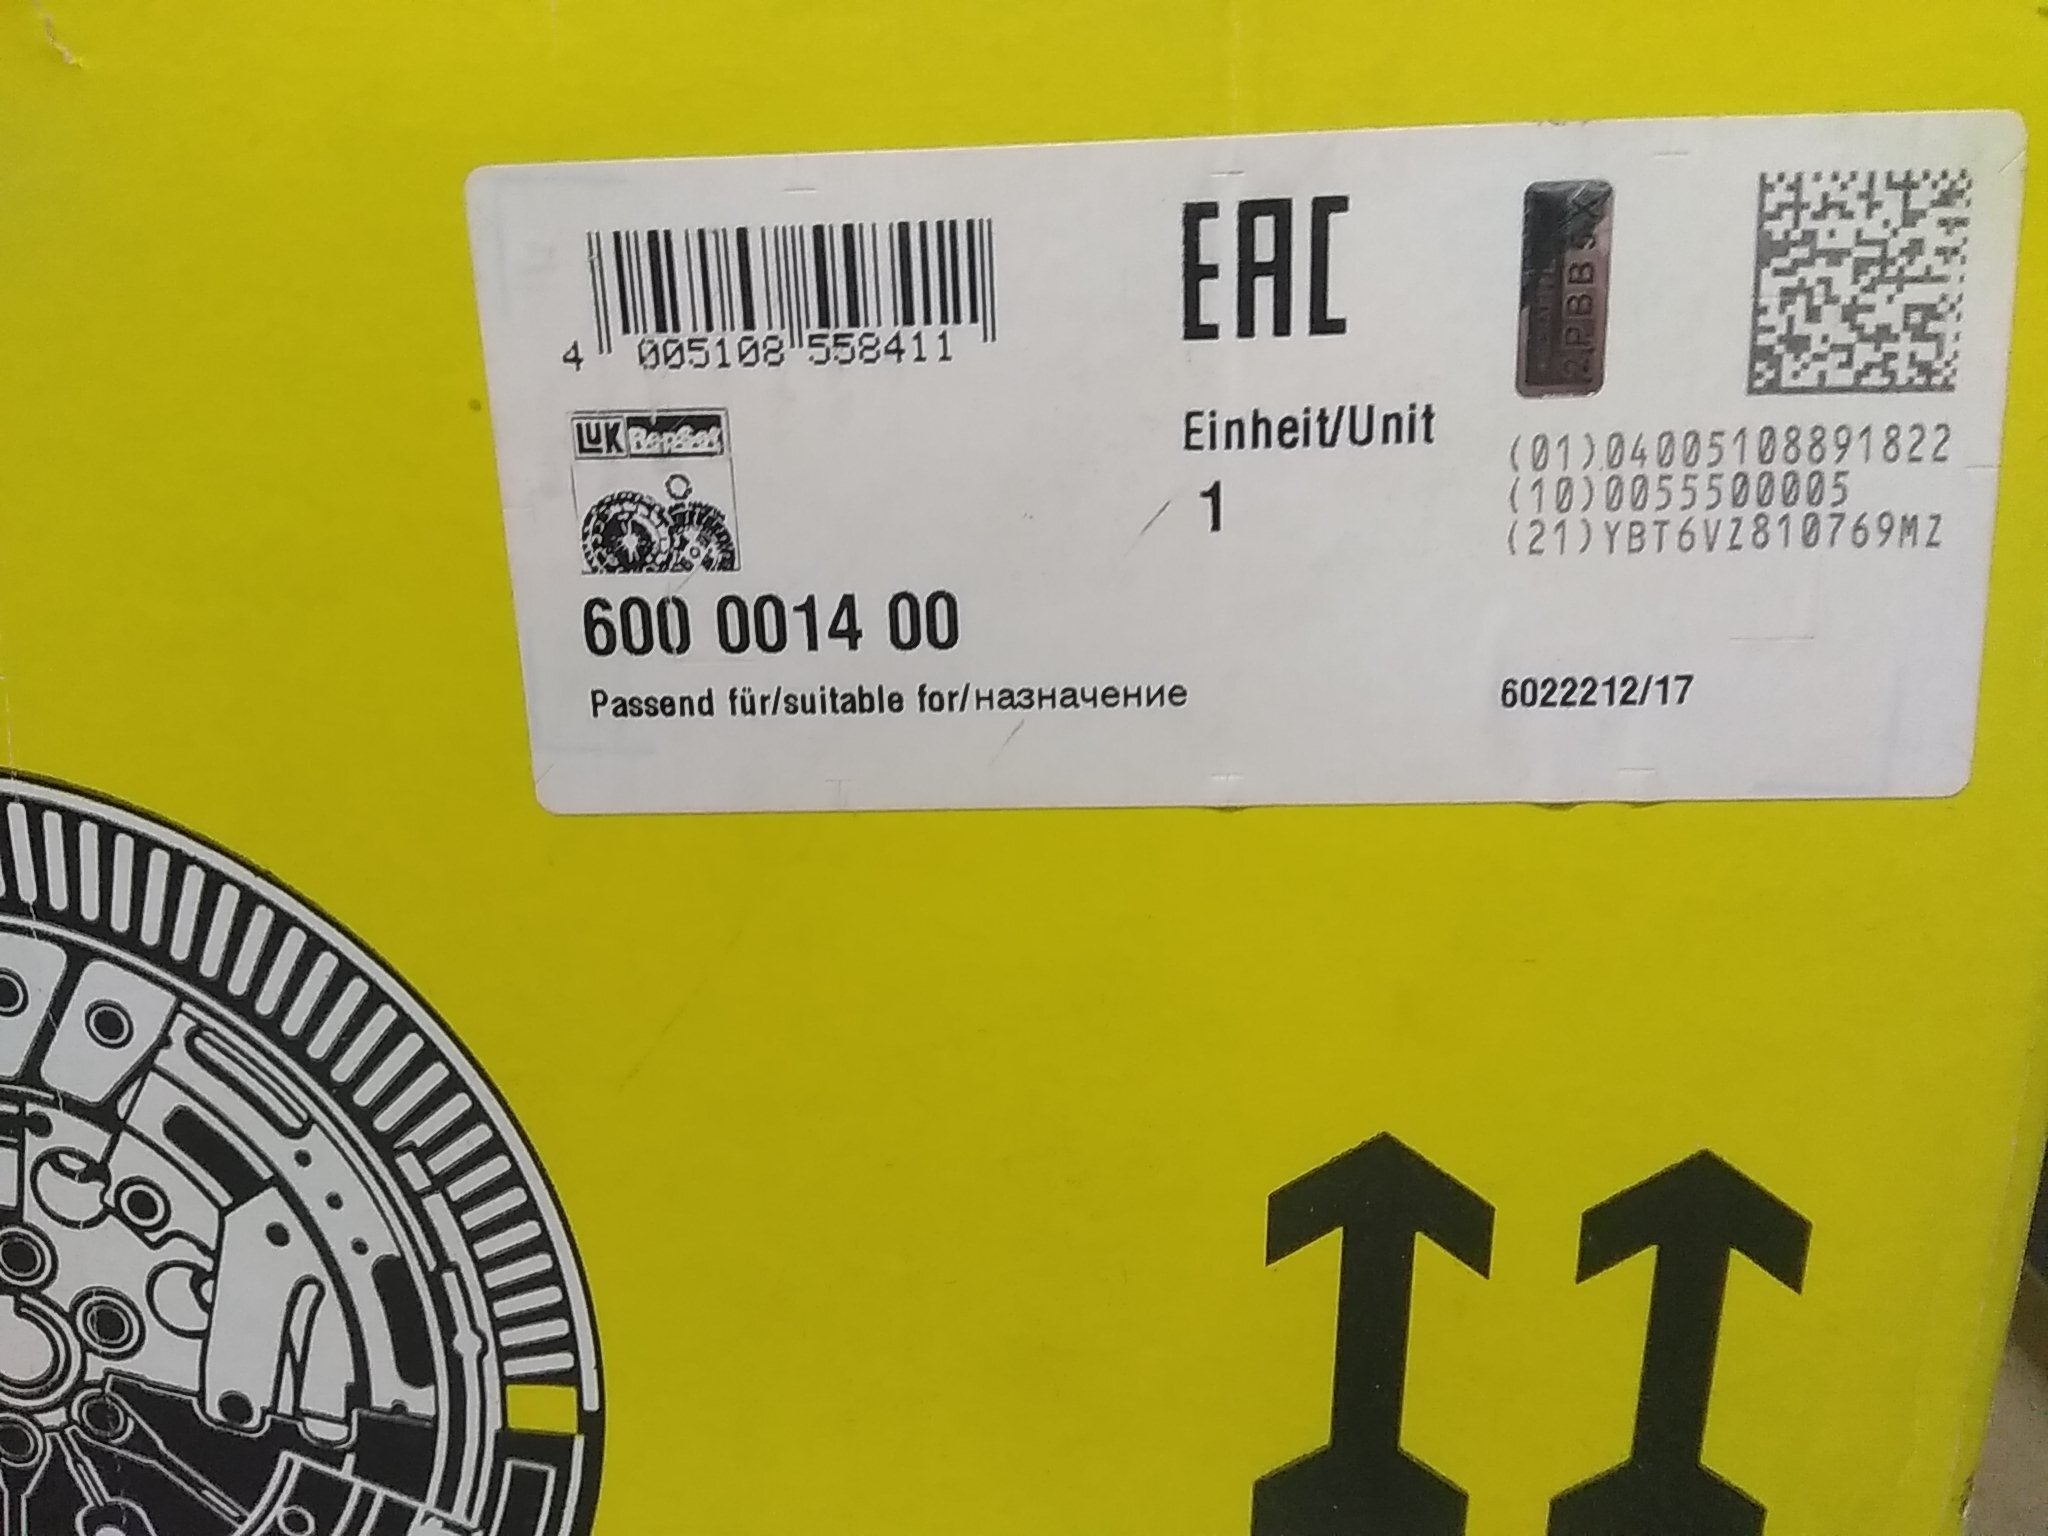 4 005108 558411
EAC
LUK RepSet
Einheit/Unit
1
(01)04005108891822
(10)0055500005
(21)YBT6VZ810769MZ
600 0014 00
Passend für/suitable for/назначение
6022212/17